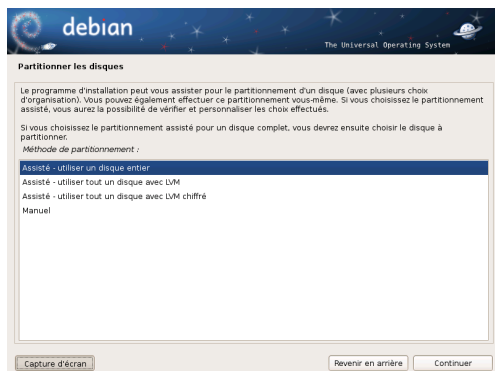 debian
The Universal Operating System
Partitionner les disques
Le programme d'installation peut vous assister pour le partitionnement d'un disque (avec plusieurs choix
d'organisation). Vous pouvez également effectuer ce partitionnement vous-même. Si vous choisissez le partitionnement
assisté, vous aurez la possibilité de vérifier et personnaliser les choix effectués.
Si vous choisissez le partitionnement assisté pour un disque complet, vous devrez ensuite choisir le disque à
partitionner.
Méthode de partitionnement :
Assisté - utiliser un disque entier
Assisté - utiliser tout un disque avec LVM
Assisté - utiliser tout un disque avec LVM chiffré
Manuel
Capture d'écran
Revenir en arrière
Continuer